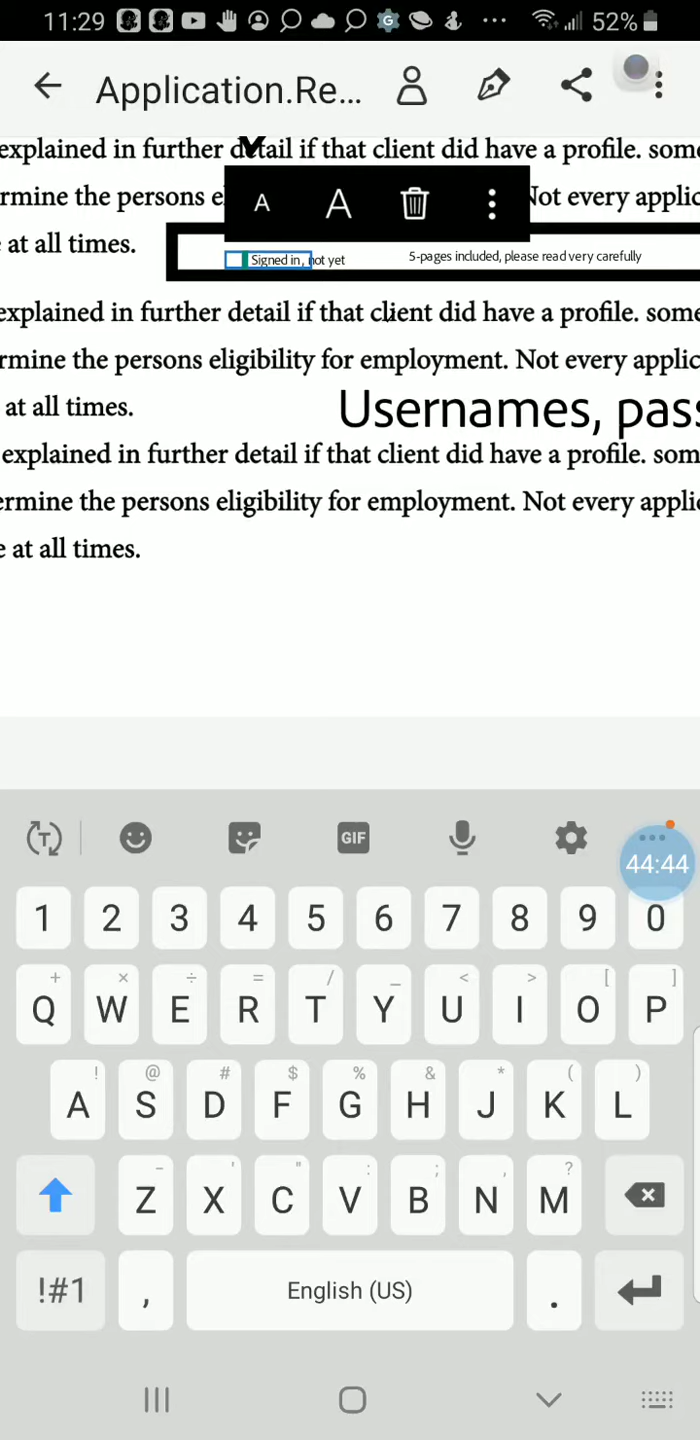 11:29 52%
Application.Re...
explained in further detail if that client did have a profile. som
rmine the persons e Not every applic
A A
e at all times.
Signed in, not yet 5-pages included, please read very carefully
explained in further detail if that client did have a profile. some
rmine the persons eligibility for employment. Not every applic
at all times.
Usernames, pass
explained in further detail if that client did have a profile. som
ermine the persons eligibility for employment. Not every applic
e at all times.
T GIF
44:44
1 2 3 4 5 6 7 8 9 0
+ × ÷ = / _ < > [ ]
Q W E R T Y U I O P
! @ # $ % & * ( )
A S D F G H J K L
- ' " : ; , ?
Z X C V B N M
!#1 , English (US) .